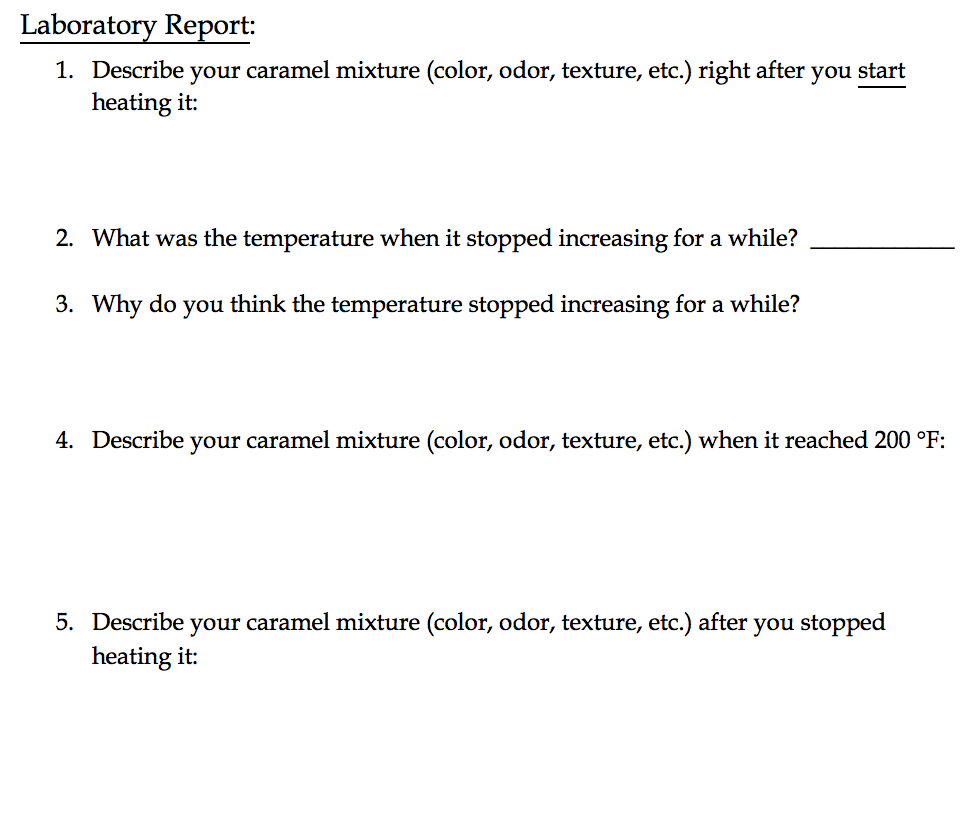 Laboratory Report:
1. Describe your caramel mixture (color, odor, texture, etc.) right after you start
heating it:
2. What was the temperature when it stopped increasing for a while? ____________
3. Why do you think the temperature stopped increasing for a while?
4. Describe your caramel mixture (color, odor, texture, etc.) when it reached 200 °F:
5. Describe your caramel mixture (color, odor, texture, etc.) after you stopped
heating it: